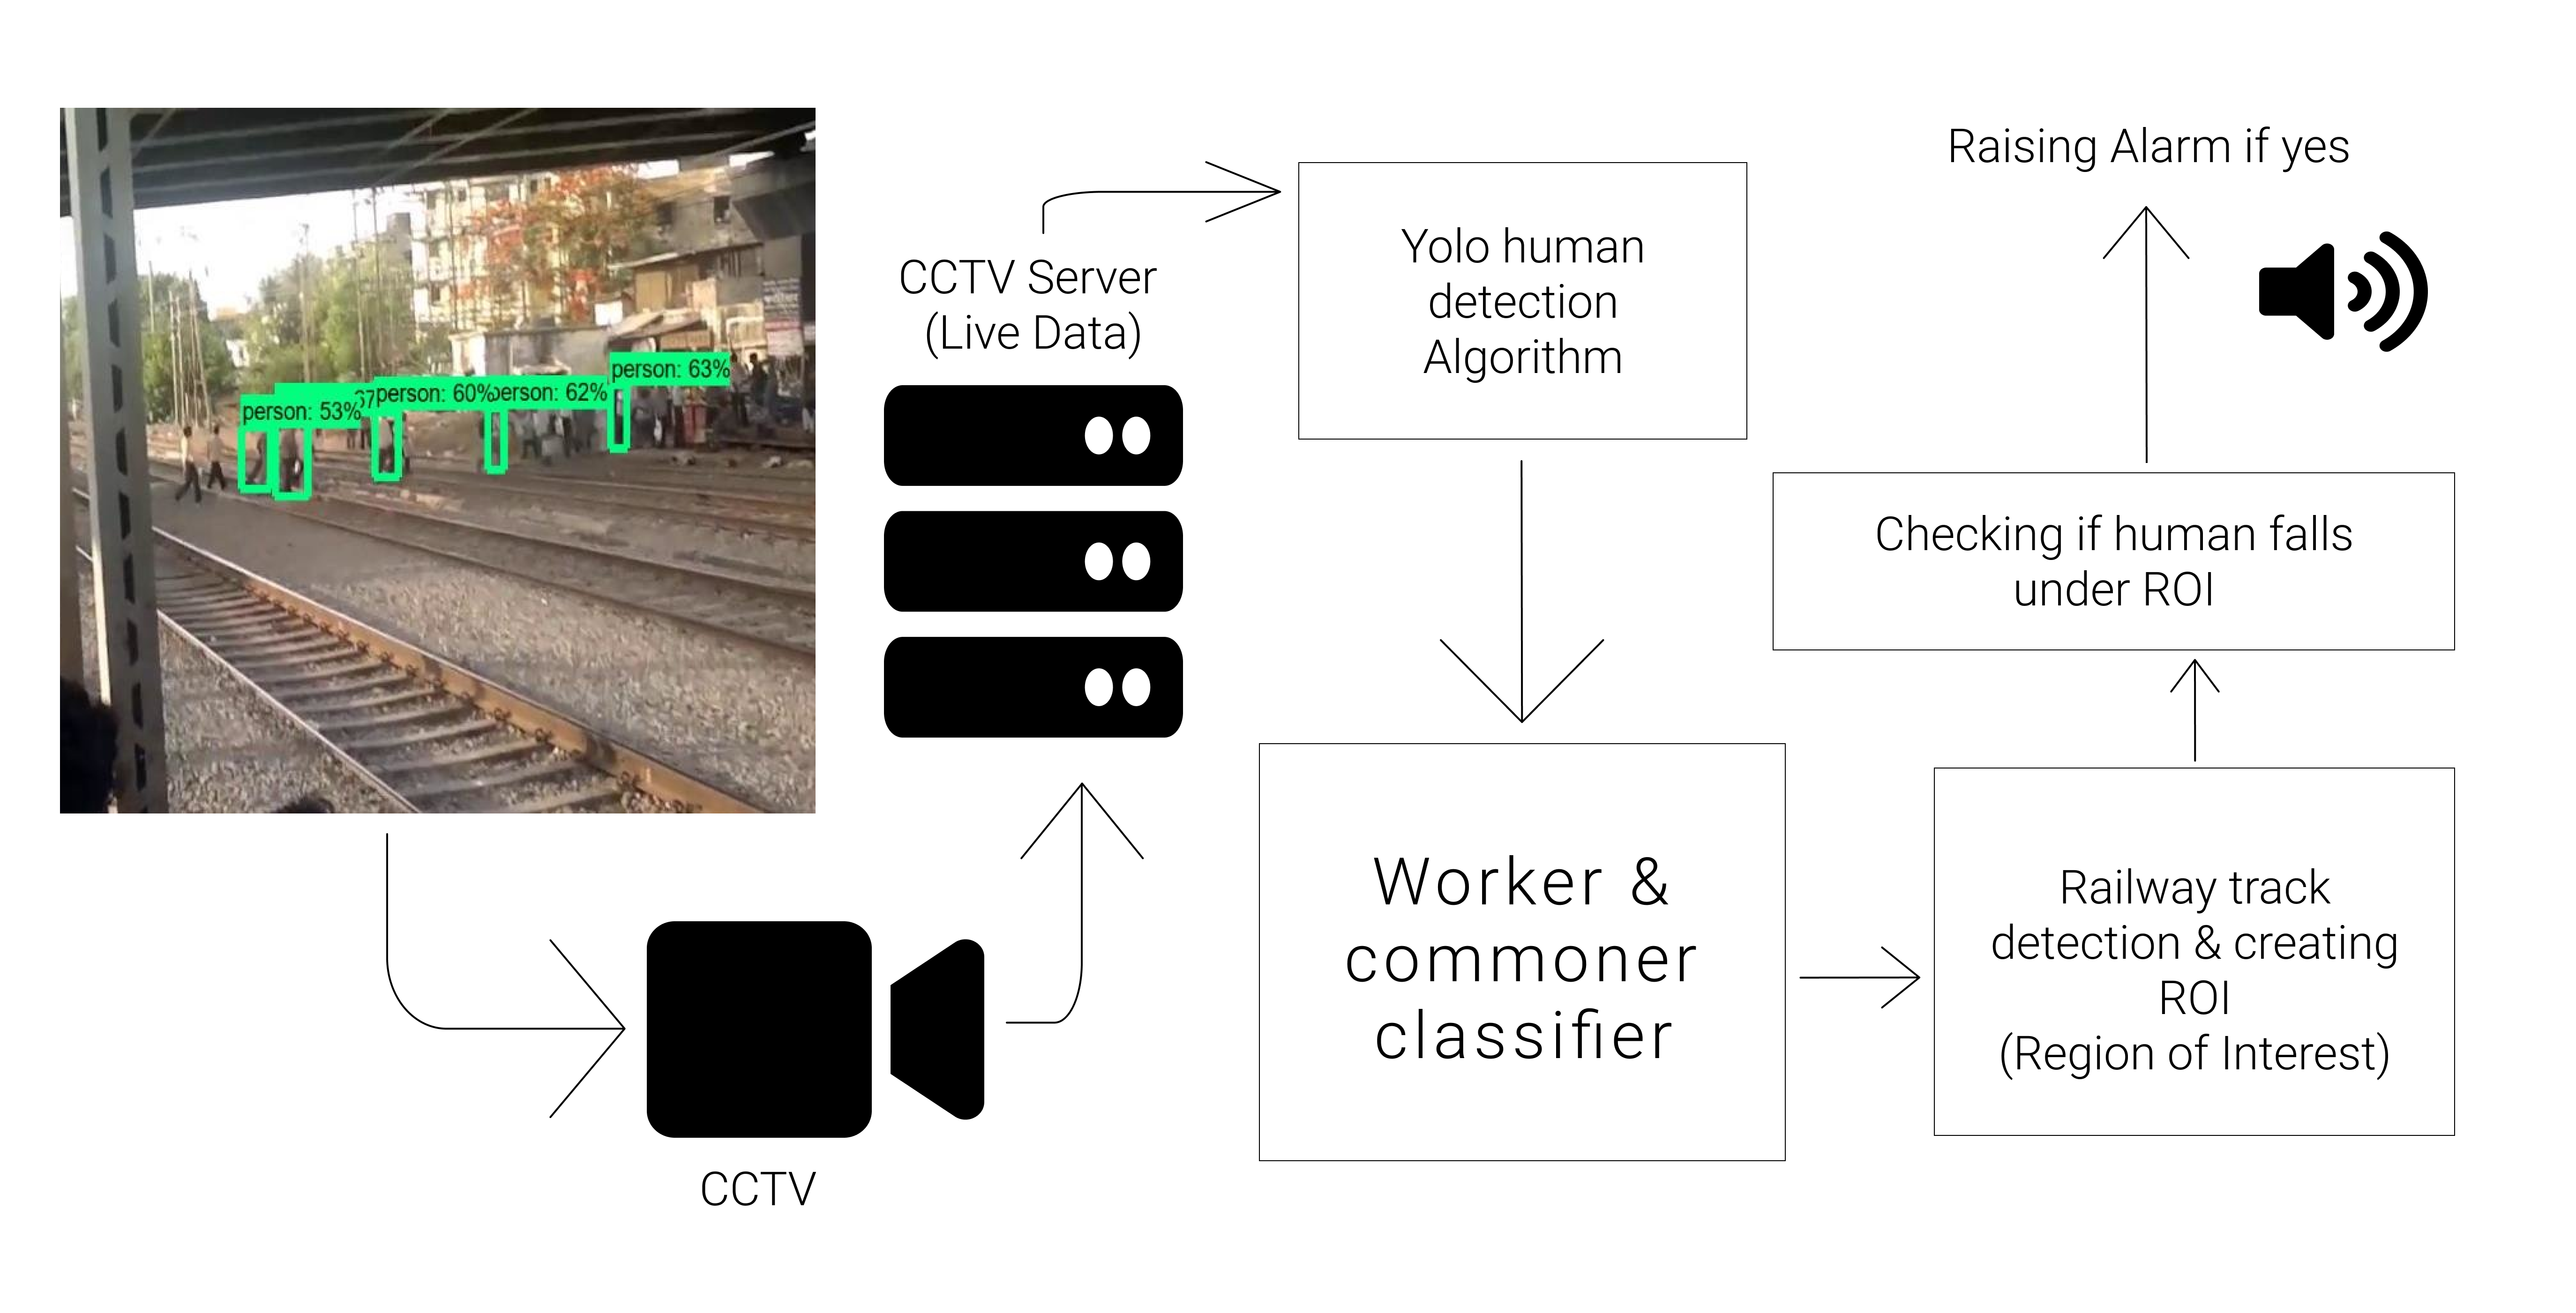 person: 53%
person: 60%
person: 62%
person: 63%
CCTV
CCTV Server
(Live Data)
Yolo human
detection
Algorithm
Worker &
commoner
classifier
Railway track
detection & creating
ROI
(Region of Interest)
Checking if human falls
under ROI
Raising Alarm if yes